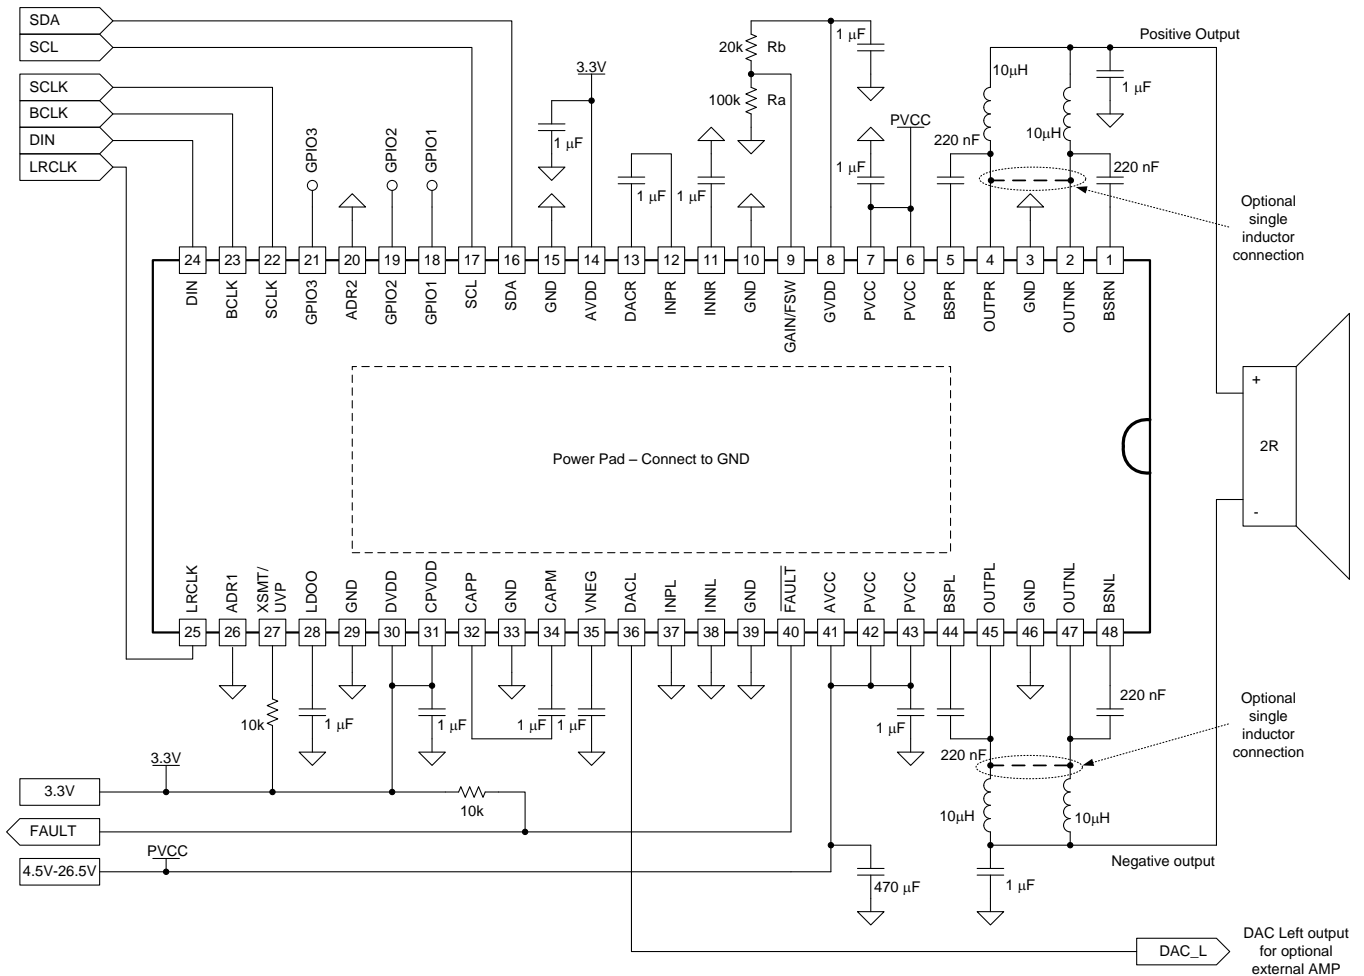 SDA
SCL
SCLK
BCLK
DIN
LRCLK
GPIO3
GPIO2
GPIO1
3.3V
1 μF
1 μF
1 μF
20k
Rb
100k
Ra
1 μF
1 μF
PVCC
220 nF
10μH
10μH
220 nF
1 μF
Positive Output
Optional
single
inductor
connection
24
23
22
21
20
19
18
17
16
15
14
13
12
11
10
9
8
7
6
5
4
3
2
1
DIN
BCLK
SCLK
GPIO3
ADR2
GPIO2
GPIO1
SCL
SDA
GND
AVDD
DACR
INPR
INNR
GND
GAIN/FSW
GVDD
PVCC
PVCC
BSPR
OUTPR
GND
OUTNR
BSRN
Power Pad – Connect to GND
+
2R
-
LRCLK
ADR1
XSMT/
UVP
LDOO
GND
DVDD
CPVDD
CAPP
GND
CAPM
VNEG
DACL
INPL
INNL
GND
FAULT
AVCC
PVCC
PVCC
BSPL
OUTPL
GND
OUTNL
BSNL
25
26
27
28
29
30
31
32
33
34
35
36
37
38
39
40
41
42
43
44
45
46
47
48
10k
1 μF
1 μF
1 μF
1 μF
1 μF
220 nF
220 nF
Optional
single
inductor
connection
3.3V
3.3V
10k
10μH
10μH
FAULT
PVCC
4.5V-26.5V
470 μF
1 μF
Negative output
DAC_L
DAC Left output
for optional
external AMP